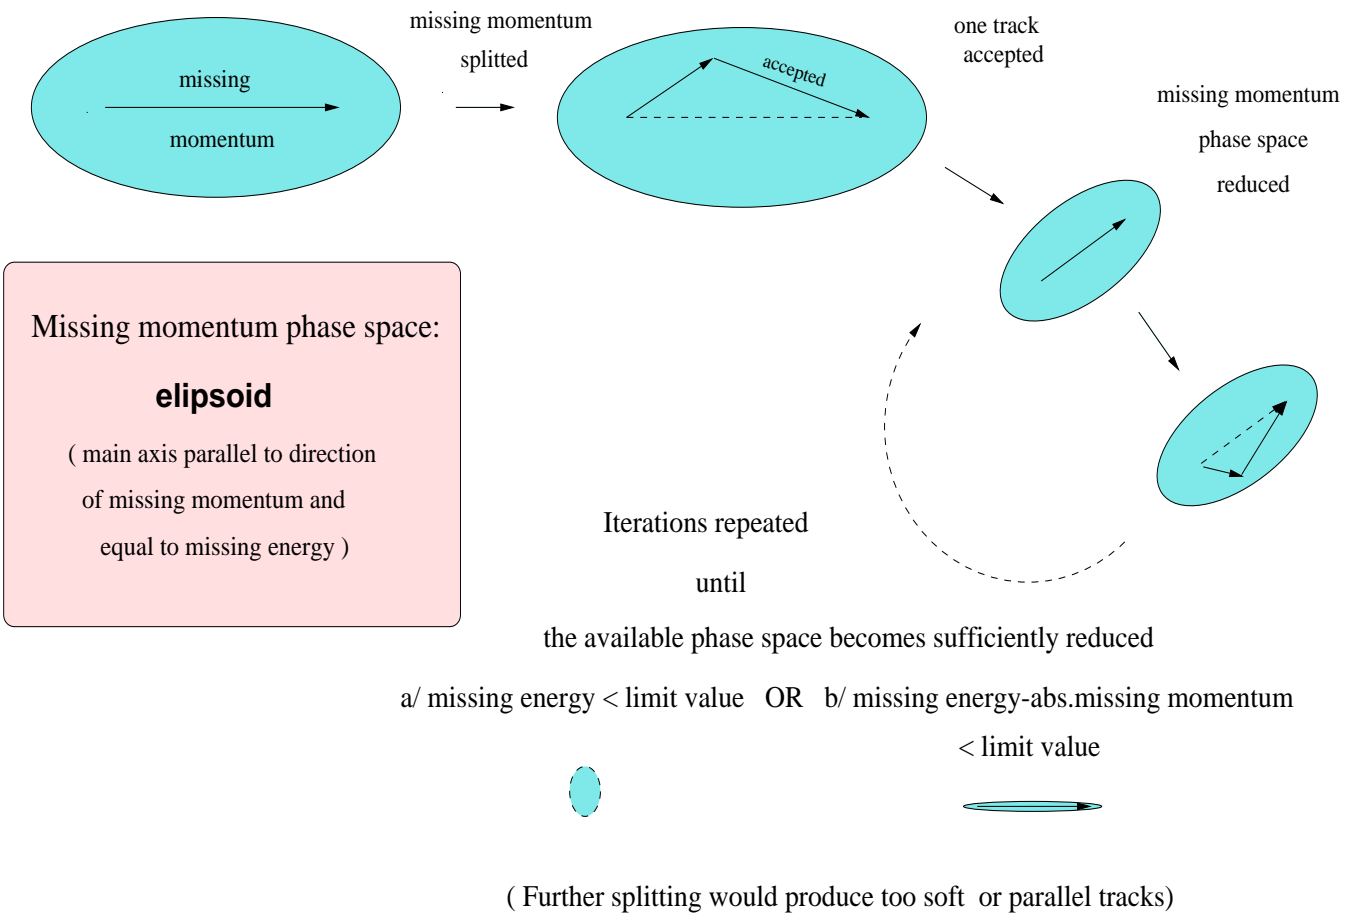 missing momentum
splitted
one track
accepted
missing
momentum
accepted
missing momentum
phase space
reduced
Missing momentum phase space:
elipsoid
( main axis parallel to direction
of missing momentum and
equal to missing energy )
Iterations repeated
until
the available phase space becomes sufficiently reduced
a/ missing energy < limit value   OR   b/ missing energy-abs.missing momentum
< limit value
( Further splitting would produce too soft  or parallel tracks)